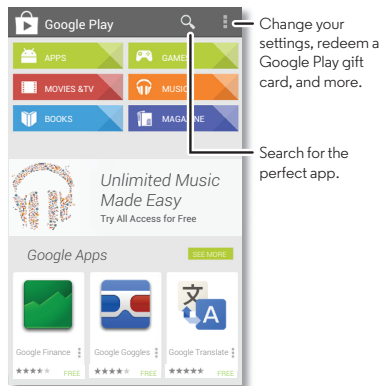 Google Play
Change your
settings, redeem a
Google Play gift
card, and more.
APPS
GAMES
MOVIES & TV
MUSIC
BOOKS
MAGAZINE
Search for the
perfect app.
Unlimited Music
Made Easy
Try All Access for Free
Google Apps
SEE MORE
文
A
Google Finance
Google Goggles
Google Translate
FREE
FREE
FREE